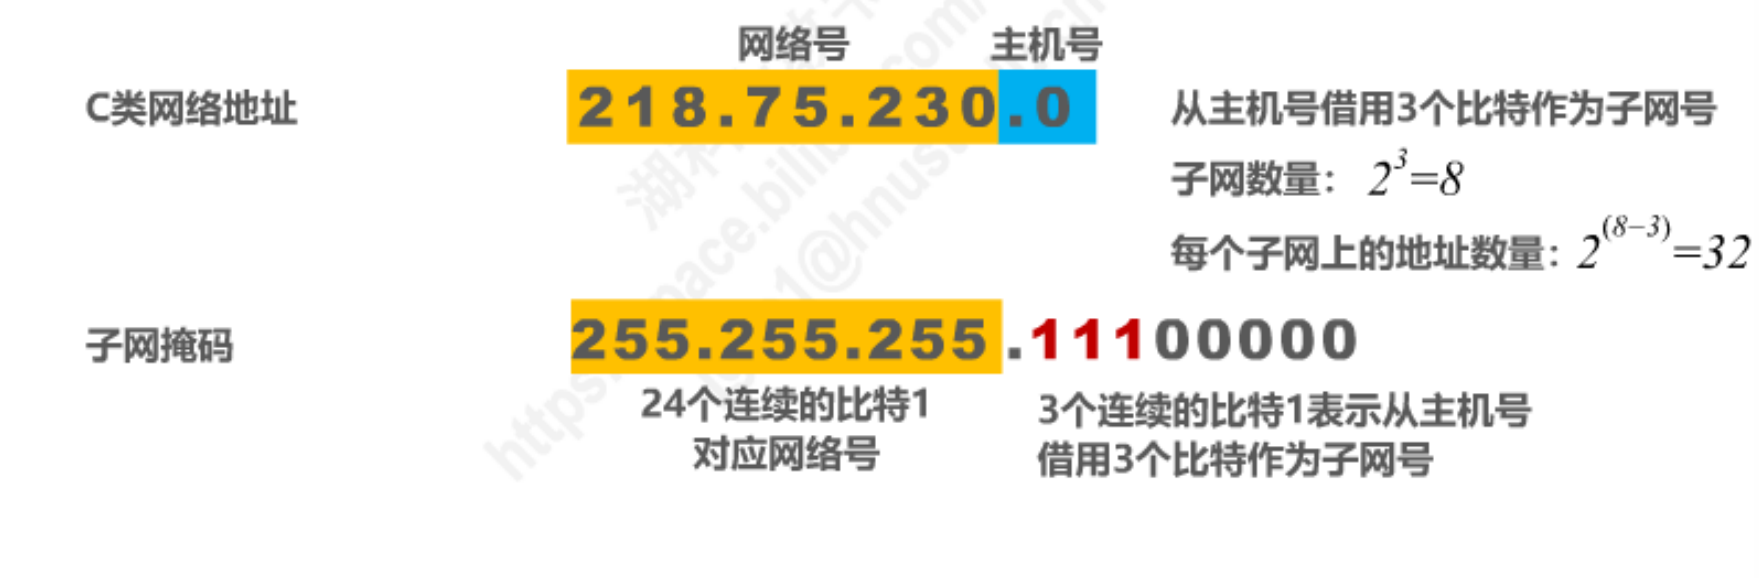 网络号 主机号
C类网络地址 218.75.230.0 从主机号借用3个比特作为子网号
子网数量： 2^3=8
每个子网上的地址数量：2^(8-3)=32
子网掩码 255.255.255.11100000
24个连续的比特1 3个连续的比特1表示从主机号
对应网络号 借用3个比特作为子网号